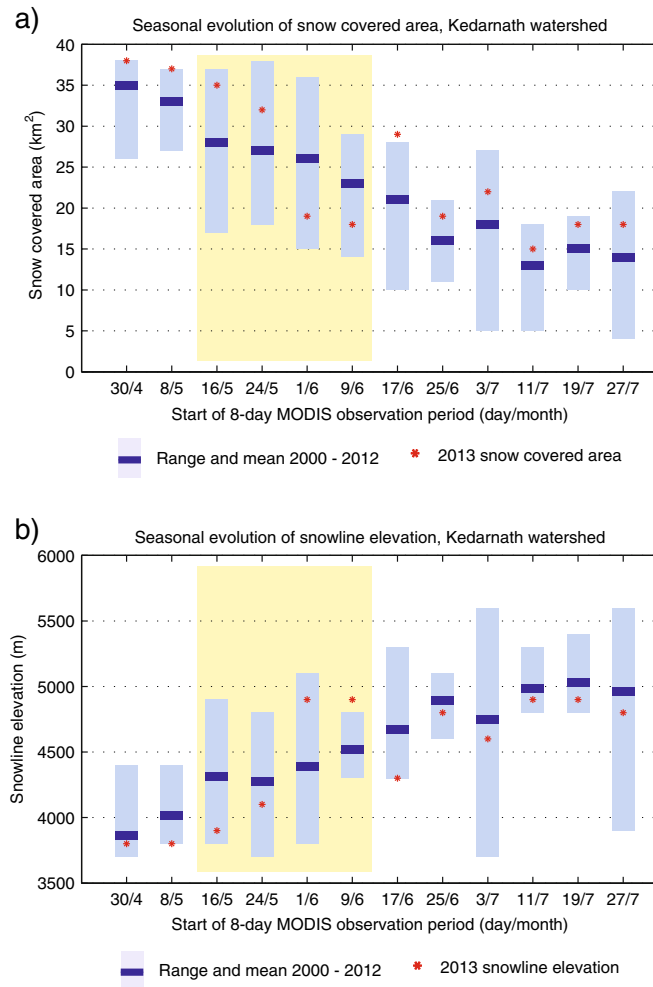 a)
Seasonal evolution of snow covered area, Kedarnath watershed
Snow covered area (km²)
40
35
30
25
20
15
10
5
0
30/4 8/5 16/5 24/5 1/6 9/6 17/6 25/6 3/7 11/7 19/7 27/7
Start of 8-day MODIS observation period (day/month)
Range and mean 2000 - 2012 * 2013 snow covered area
b)
Seasonal evolution of snowline elevation, Kedarnath watershed
Snowline elevation (m)
6000
5500
5000
4500
4000
3500
30/4 8/5 16/5 24/5 1/6 9/6 17/6 25/6 3/7 11/7 19/7 27/7
Start of 8-day MODIS observation period (day/month)
Range and mean 2000 - 2012 * 2013 snowline elevation